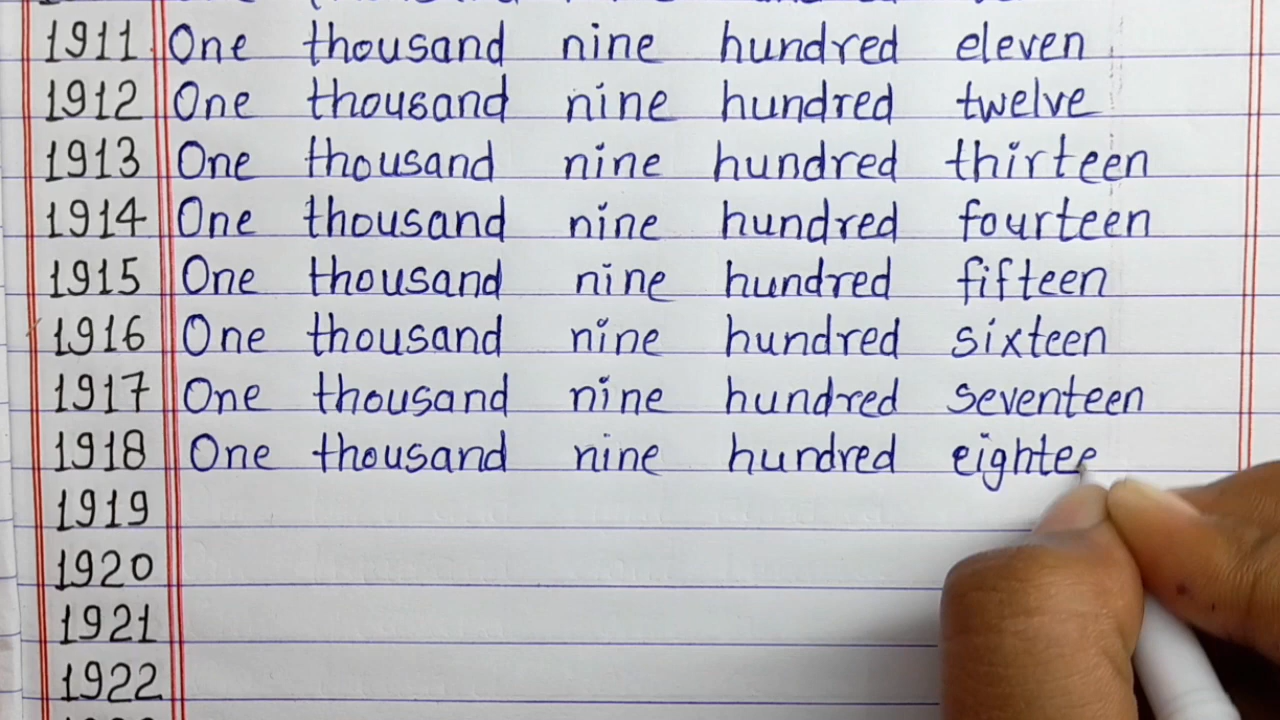 1911 One thousand nine hundred eleven
1912 One thousand nine hundred twelve
1913 One thousand nine hundred thirteen
1914 One thousand nine hundred fourteen
1915 One thousand nine hundred fifteen
1916 One thousand nine hundred sixteen
1917 One thousand nine hundred seventeen
1918 One thousand nine hundred eightee
1919
1920
1921
1922